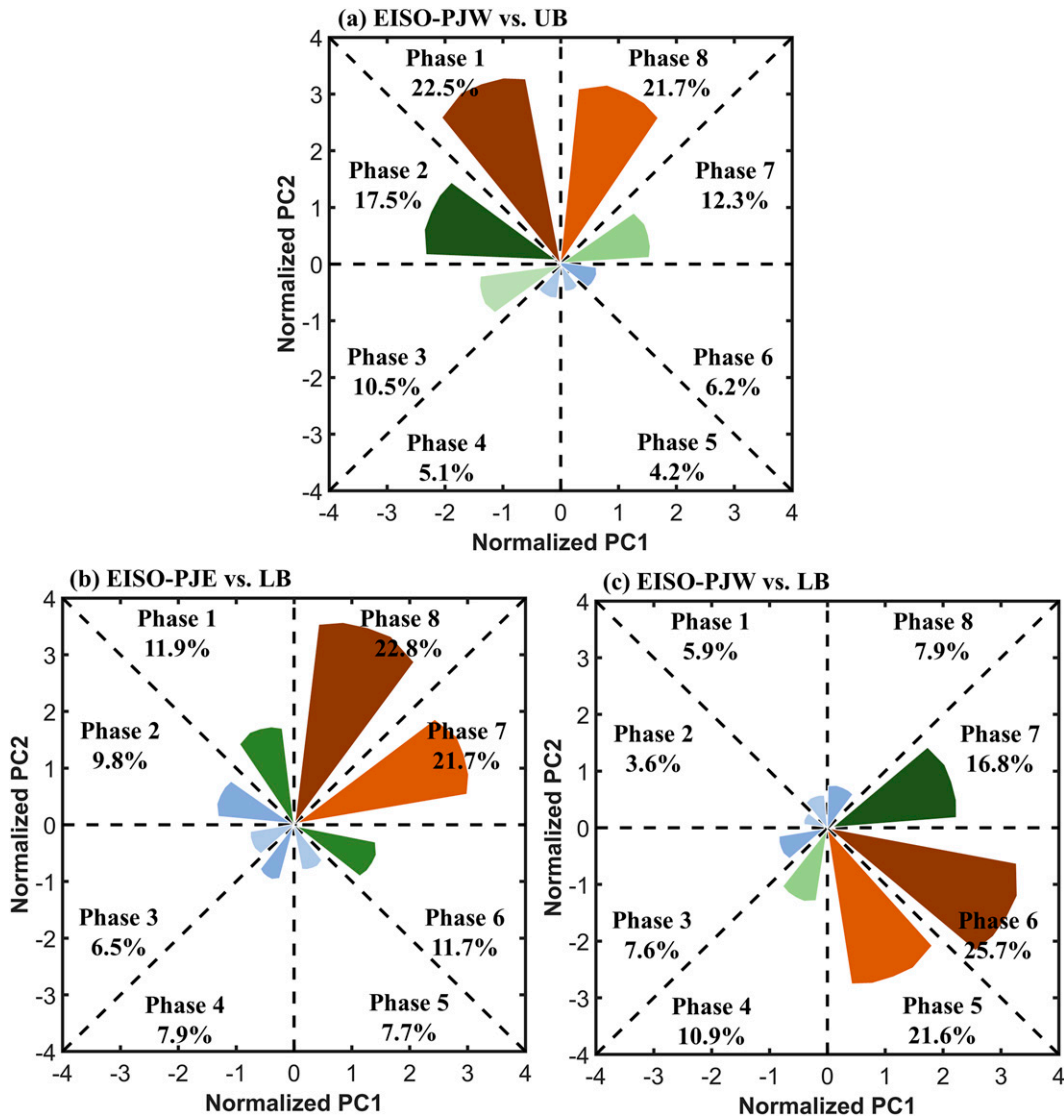 (a) EISO-PJW vs. UB
4
3
2
1
0
-1
-2
-3
-4
Normalized PC2
Phase 1
22.5%
Phase 8
21.7%
Phase 2
17.5%
Phase 7
12.3%
Phase 3
10.5%
Phase 6
6.2%
Phase 4
5.1%
Phase 5
4.2%
-4 -3 -2 -1 0 1 2 3 4
Normalized PC1
(b) EISO-PJE vs. LB
4
3
2
1
0
-1
-2
-3
-4
Normalized PC2
Phase 1
11.9%
Phase 8
22.8%
Phase 2
9.8%
Phase 7
21.7%
Phase 3
6.5%
Phase 6
11.7%
Phase 4
7.9%
Phase 5
7.7%
-4 -3 -2 -1 0 1 2 3 4
Normalized PC1
(c) EISO-PJW vs. LB
4
3
2
1
0
-1
-2
-3
-4
Normalized PC2
Phase 1
5.9%
Phase 8
7.9%
Phase 2
3.6%
Phase 7
16.8%
Phase 3
7.6%
Phase 6
25.7%
Phase 4
10.9%
Phase 5
21.6%
-4 -3 -2 -1 0 1 2 3 4
Normalized PC1